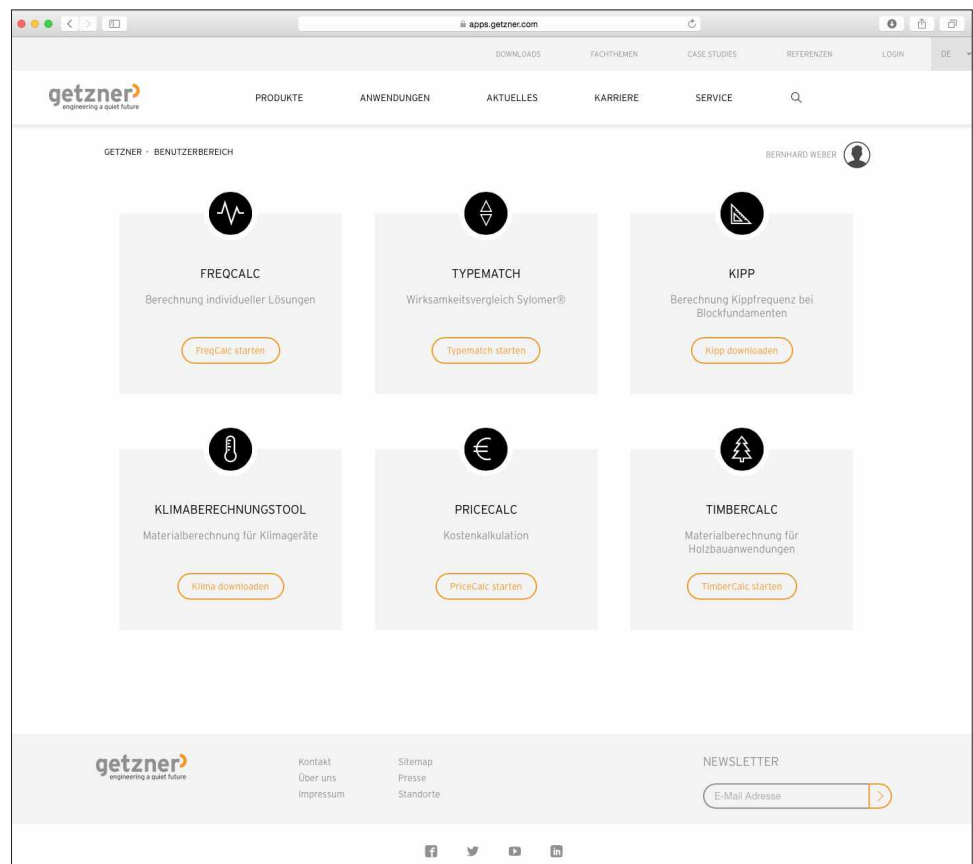 apps.getzner.com
DOWNLOADS FACHTHEMEN CASE STUDIES REFERENZEN LOGIN DE
getzner
engineering a quiet future
PRODUKTE ANWENDUNGEN AKTUELLES KARRIERE SERVICE
GETZNER - BENUTZERBEREICH
BERNHARD WEBER
FREQCALC
Berechnung individueller Lösungen
FreqCalc starten
TYPEMATCH
Wirksamkeitsvergleich Sylomer®
Typematch starten
KIPP
Berechnung Kippfrequenz bei
Blockfundamenten
Kipp downloaden
KLIMABERECHNUNGSTOOL
Materialberechnung für Klimageräte
Klima downloaden
€
PRICECALC
Kostenkalkulation
PriceCalc starten
TIMBERCALC
Materialberechnung für
Holzbauanwendungen
TimberCalc starten
getzner
engineering a quiet future
Kontakt
Über uns
Impressum
Sitemap
Presse
Standorte
NEWSLETTER
E-Mail Adresse